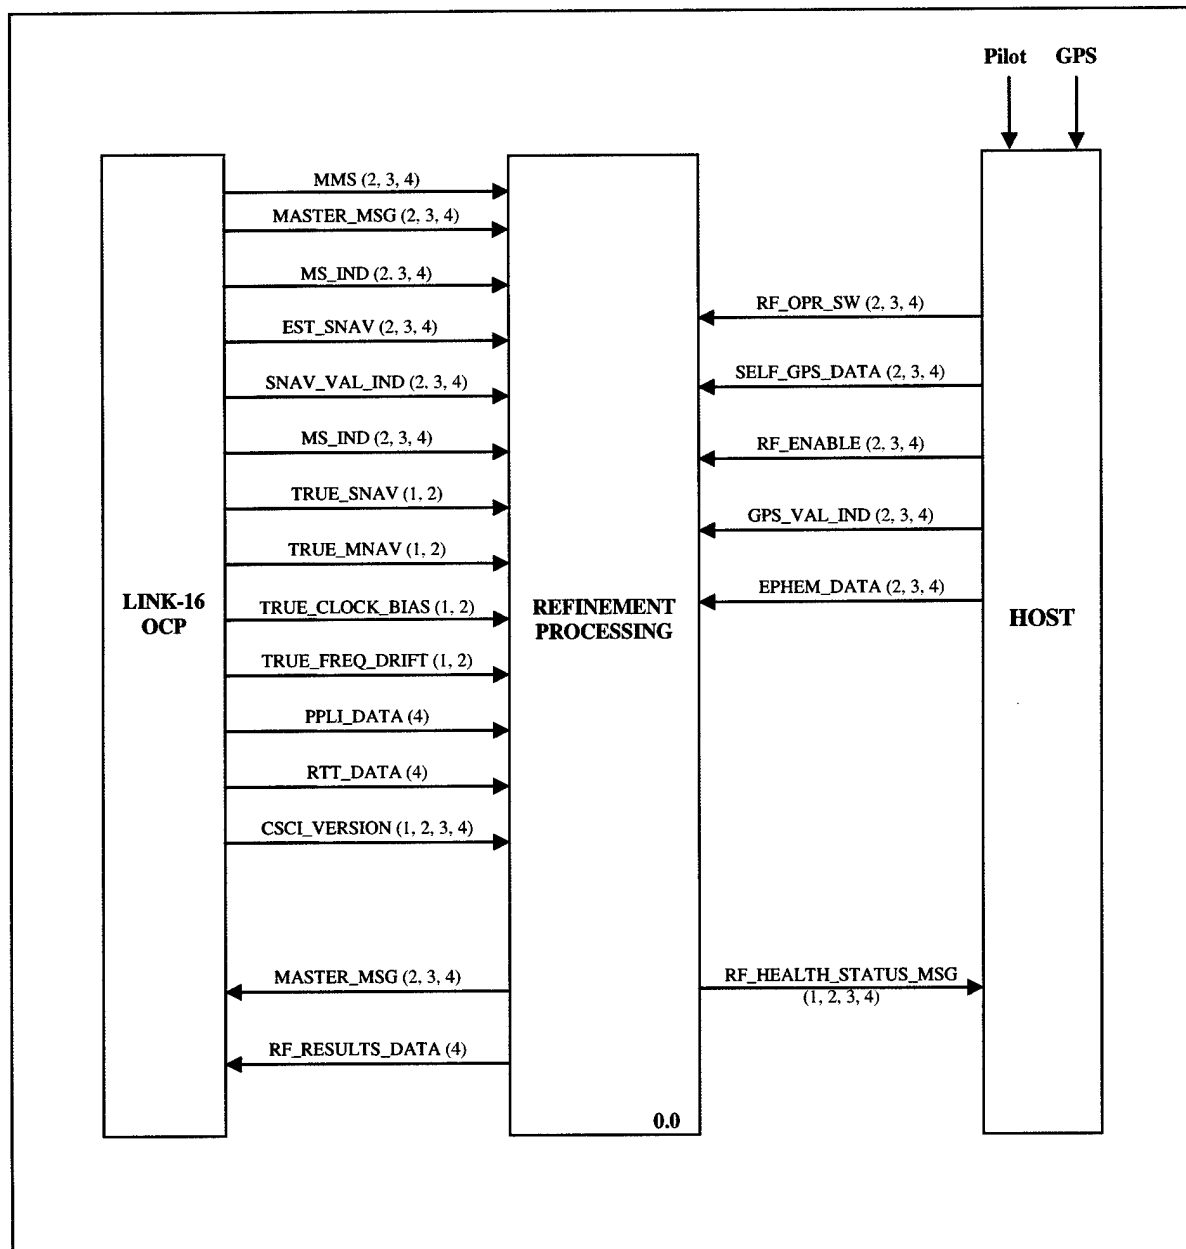 Pilot GPS
MMS (2, 3, 4)
MASTER_MSG (2, 3, 4)
MS_IND (2, 3, 4)
EST_SNAV (2, 3, 4)
SNAV_VAL_IND (2, 3, 4)
MS_IND (2, 3, 4)
TRUE_SNAV (1, 2)
TRUE_MNAV (1, 2)
TRUE_CLOCK_BIAS (1, 2)
TRUE_FREQ_DRIFT (1, 2)
PPLI_DATA (4)
RTT_DATA (4)
CSCI_VERSION (1, 2, 3, 4)
MASTER_MSG (2, 3, 4)
RF_RESULTS_DATA (4)
LINK-16
OCP
REFINEMENT
PROCESSING
0.0
RF_OPR_SW (2, 3, 4)
SELF_GPS_DATA (2, 3, 4)
RF_ENABLE (2, 3, 4)
GPS_VAL_IND (2, 3, 4)
EPHEM_DATA (2, 3, 4)
RF_HEALTH_STATUS_MSG
(1, 2, 3, 4)
HOST